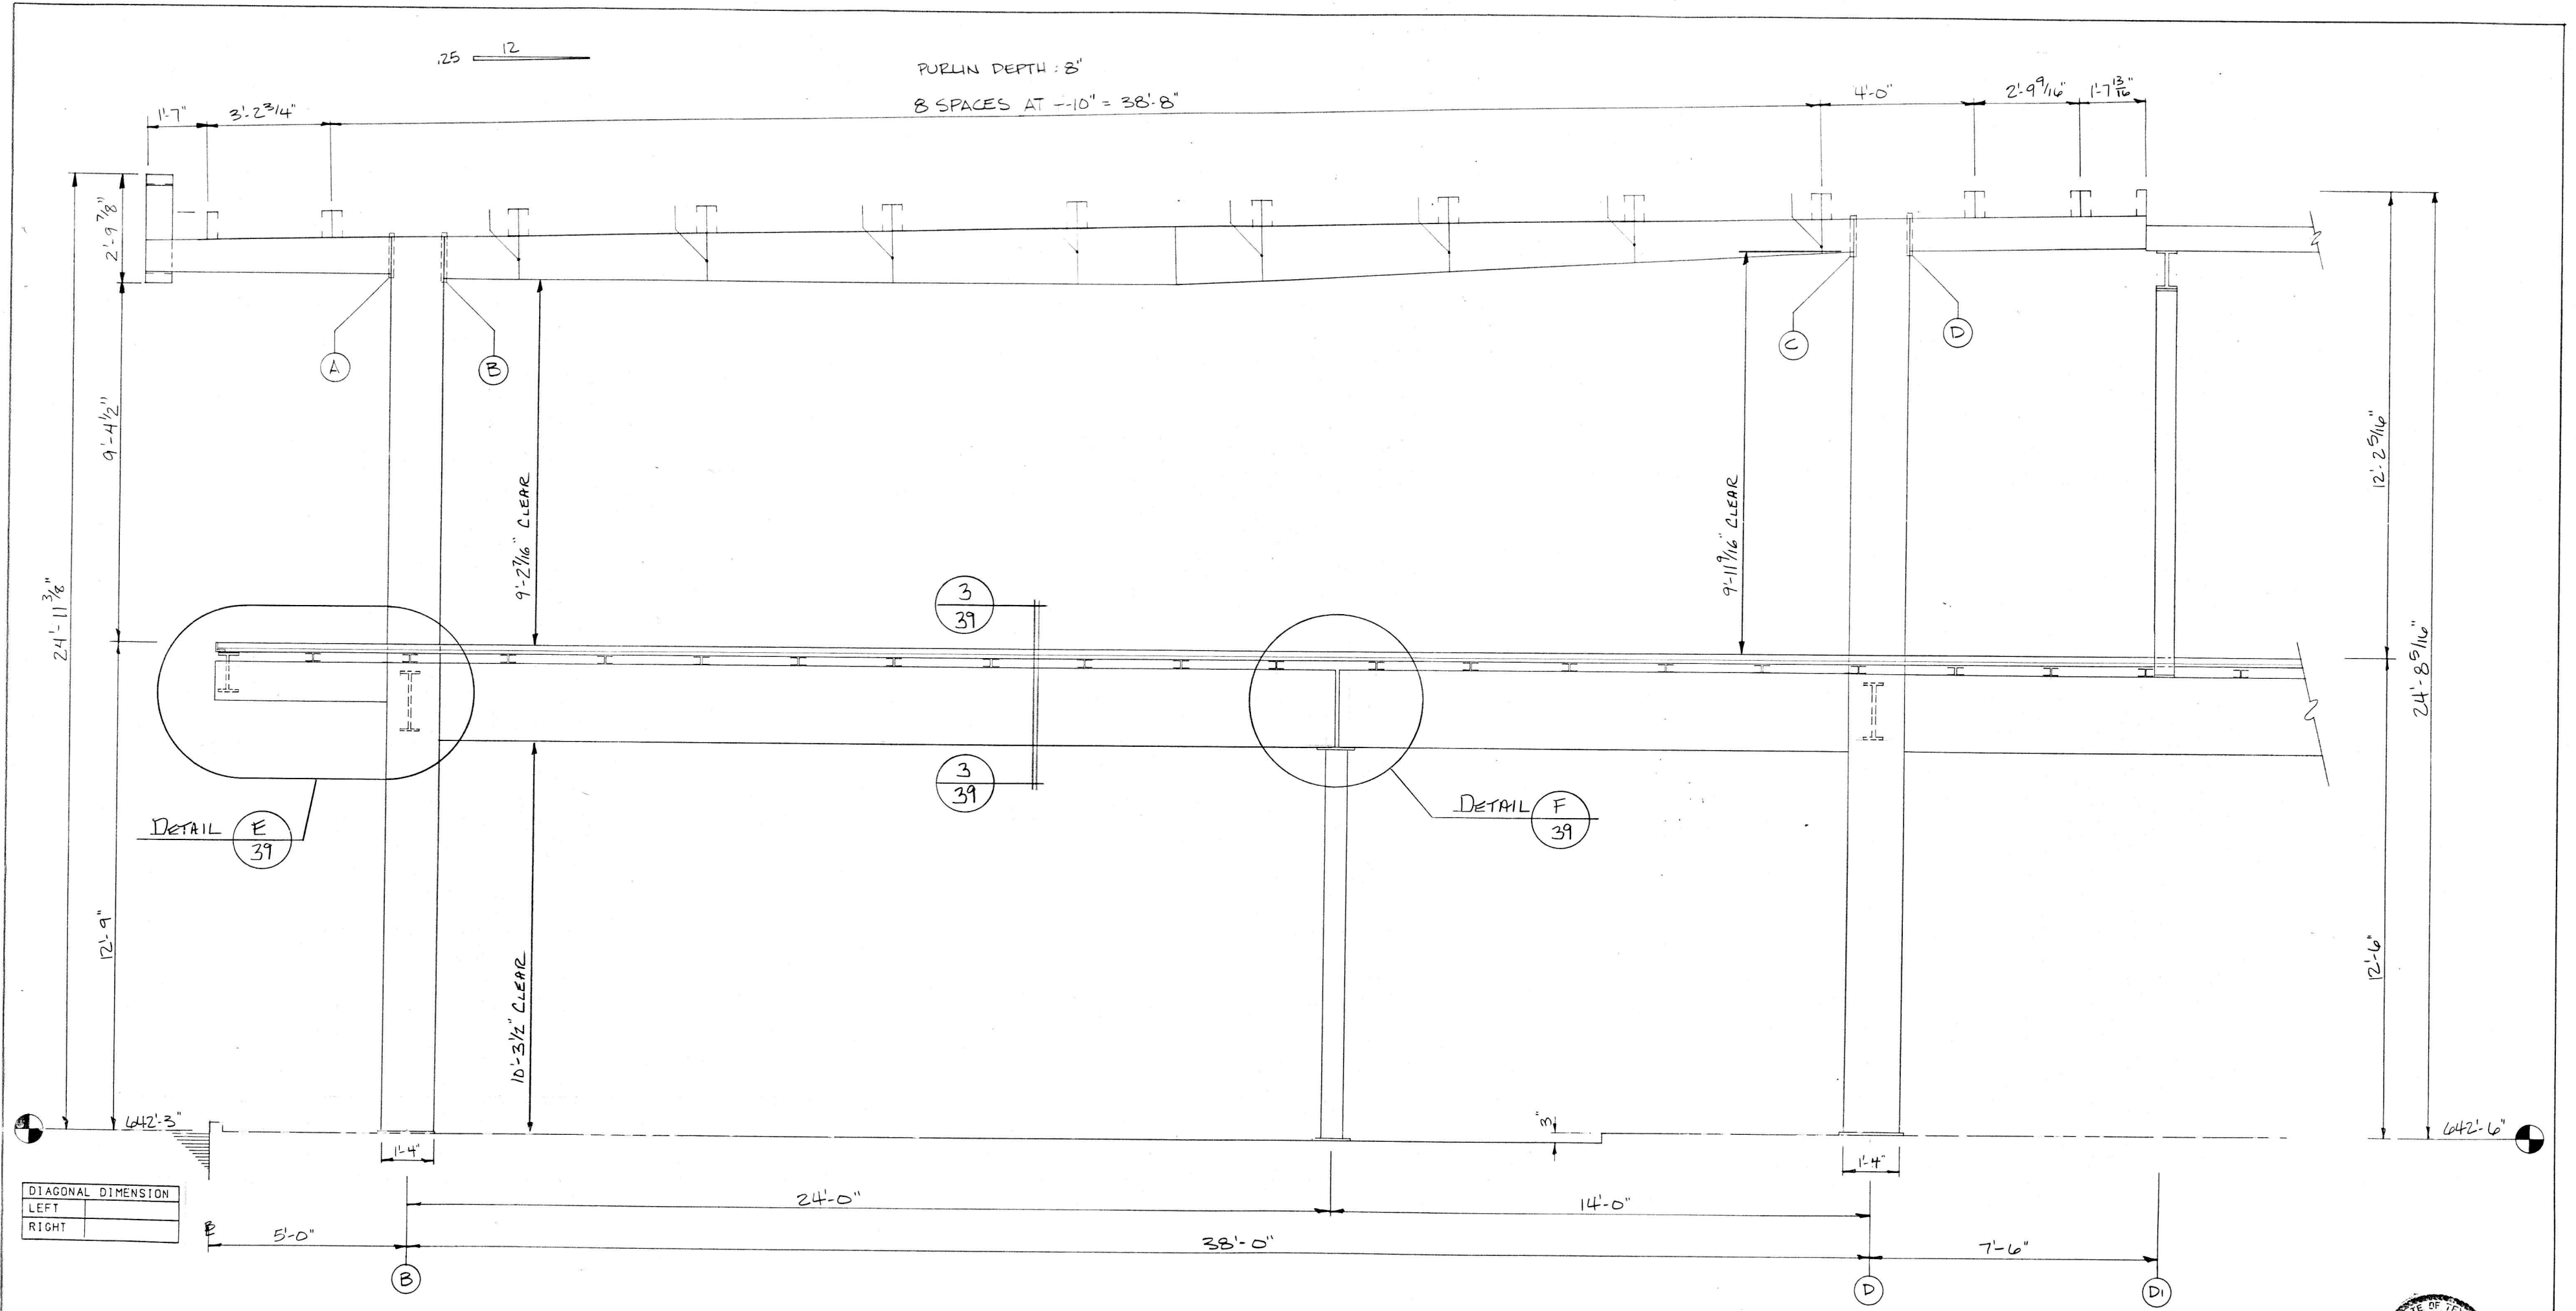 12
.25
PURLIN DEPTH : 8"
8 SPACES AT --10" = 38'-8"
1'-7"
3'-2 3/4"
4'-0"
2'-9 9/16"
1'-7 13/16"
2'-9 7/8"
9'-4 1/2"
24'-11 3/8"
12'-9"
A
B
C
D
9'-2 7/16" CLEAR
9'-11 9/16" CLEAR
12'-2 5/16"
24'-8 5/16"
12'-6"
3
39
3
39
DETAIL E
39
DETAIL F
39
10'-3 1/2" CLEAR
642'-3"
3"
642'-6"
1'-4"
1'-4"
DIAGONAL DIMENSION
LEFT
RIGHT
24'-0"
14'-0"
5'-0"
38'-0"
7'-6"
B
D
D1